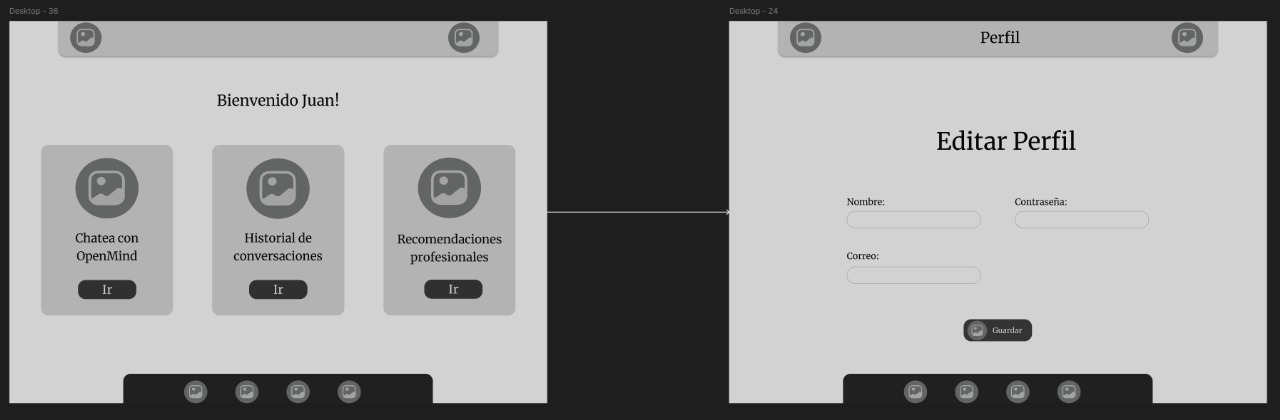 Desktop - 36
Bienvenido Juan!
Chatea con
OpenMind
Ir
Historial de
conversaciones
Ir
Recomendaciones
profesionales
Ir
Desktop - 24
Perfil
Editar Perfil
Nombre:
Contraseña:
Correo:
Guardar